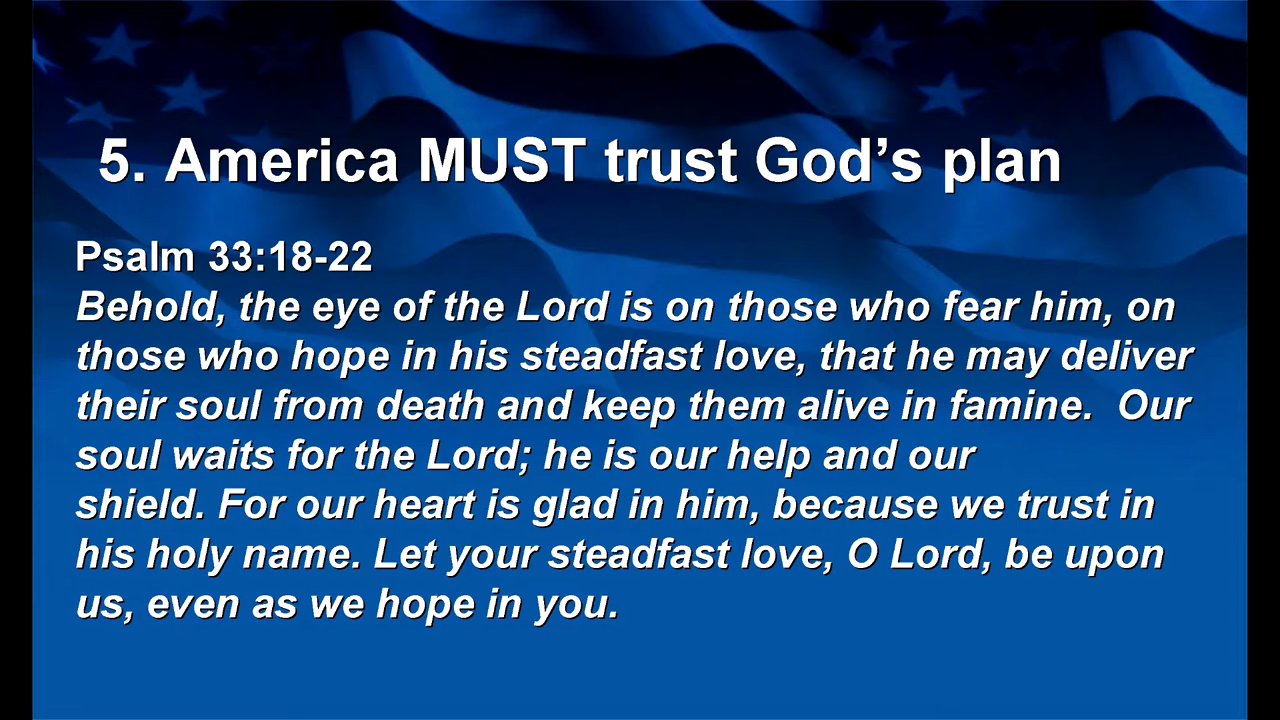 5. America MUST trust God’s plan
Psalm 33:18-22
Behold, the eye of the Lord is on those who fear him, on
those who hope in his steadfast love, that he may deliver
their soul from death and keep them alive in famine.  Our
soul waits for the Lord; he is our help and our
shield. For our heart is glad in him, because we trust in
his holy name. Let your steadfast love, O Lord, be upon
us, even as we hope in you.